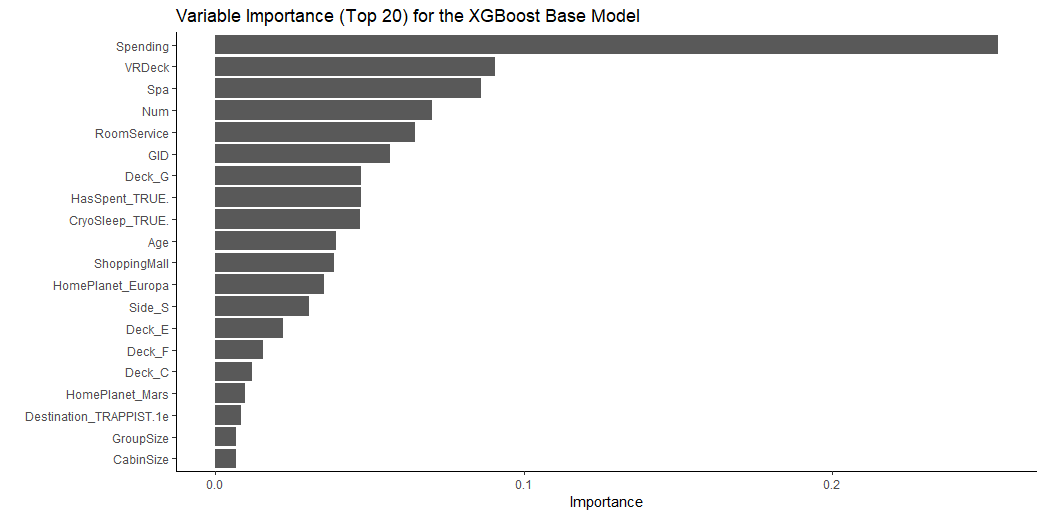 Variable Importance (Top 20) for the XGBoost Base Model
Spending
VRDeck
Spa
Num
RoomService
GID
Deck_G
HasSpent_TRUE.
CryoSleep_TRUE.
Age
ShoppingMall
HomePlanet_Europa
Side_S
Deck_E
Deck_F
Deck_C
HomePlanet_Mars
Destination_TRAPPIST.1e
GroupSize
CabinSize
0.0 0.1 0.2
Importance